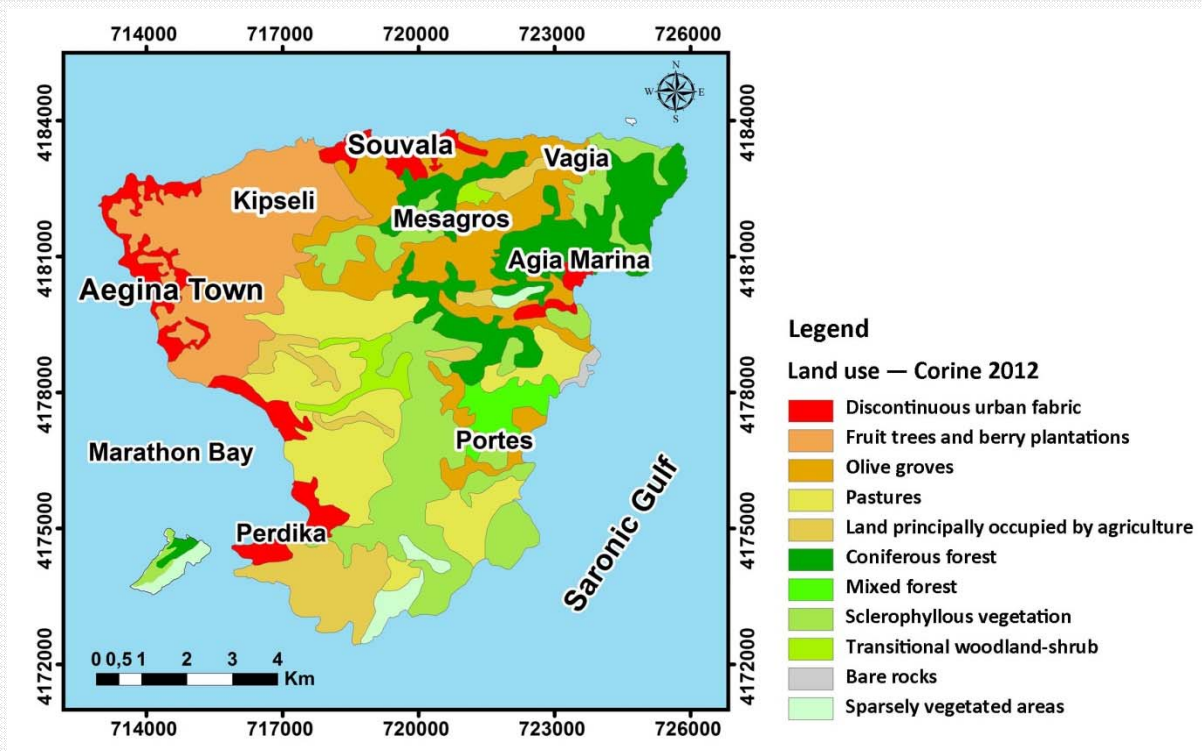 714000 717000 720000 723000 726000
N
W E
S
4184000 4184000
Souvala
Vagia
Kipseli
Mesagros
4181000 4181000
Agia Marina
Aegina Town
4178000 4178000
Portes
Marathon Bay
4175000 4175000
Perdika
Saronic Gulf
4172000 4172000
0 0,5 1 2 3 4
Km
714000 717000 720000 723000 726000
Legend
Land use — Corine 2012
Discontinuous urban fabric
Fruit trees and berry plantations
Olive groves
Pastures
Land principally occupied by agriculture
Coniferous forest
Mixed forest
Sclerophyllous vegetation
Transitional woodland-shrub
Bare rocks
Sparsely vegetated areas